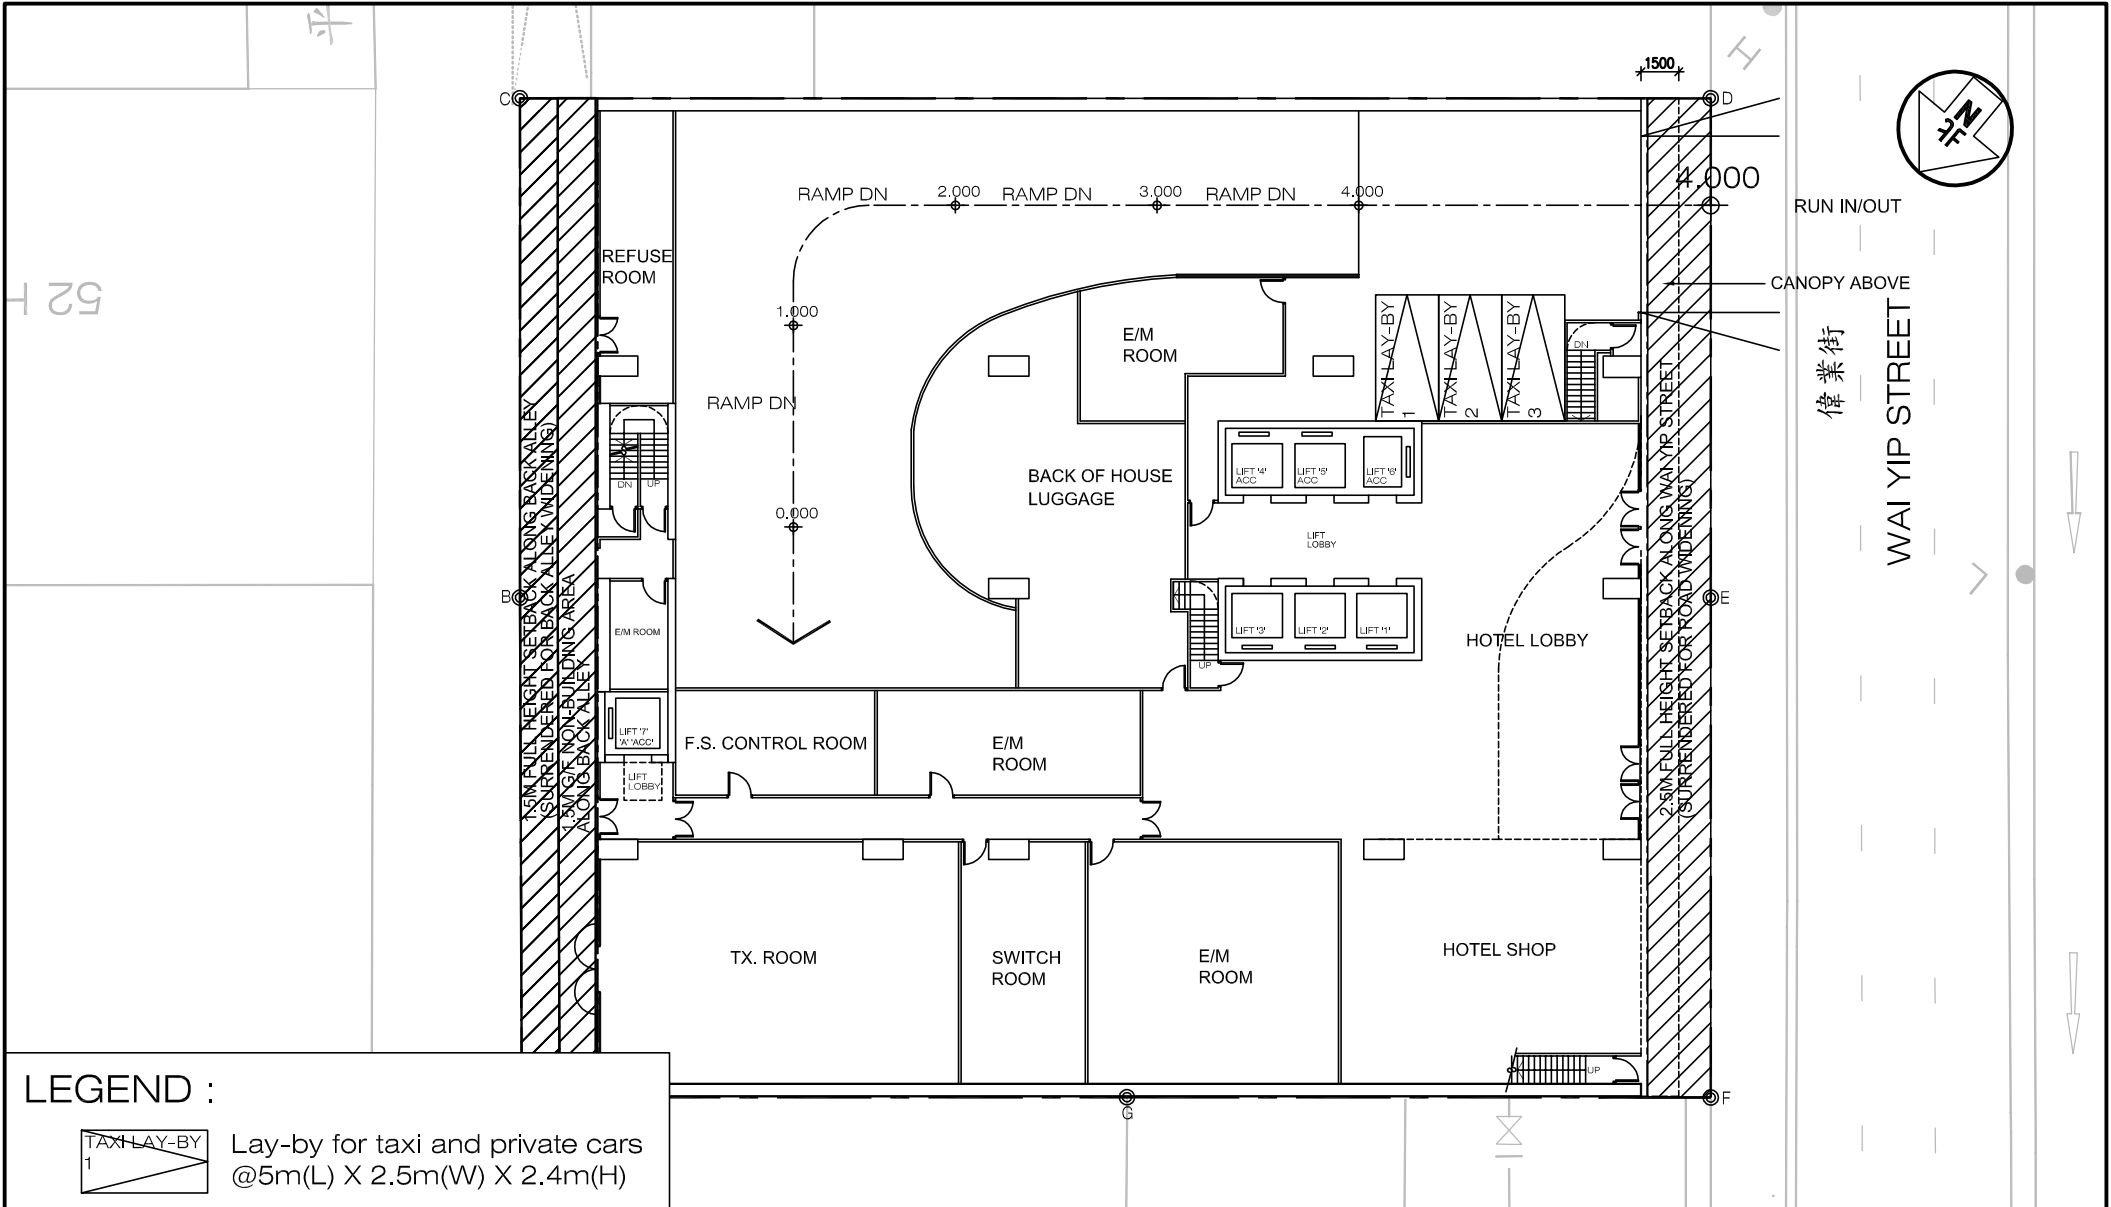 平
1500
C
D
N
北
H
4.000
RAMP DN
2.000
RAMP DN
3.000
RAMP DN
4.000
RUN IN/OUT
REFUSE
ROOM
CANOPY ABOVE
52 H
1.000
E/M
ROOM
TAXI LAY-BY
1
TAXI LAY-BY
2
TAXI LAY-BY
3
DN
偉業街
WAI YIP STREET
RAMP DN
DN
UP
BACK OF HOUSE
LUGGAGE
LIFT '4'
ACC
LIFT '5'
ACC
LIFT '6'
ACC
0.000
LIFT
LOBBY
1.5M FULL HEIGHT SETBACK ALONG BACK ALLEY
(SURRENDERED FOR BACK ALLEY WIDENING)
1.5M G/F NON-BUILDING AREA
ALONG BACK ALLEY
2.5M FULL HEIGHT SETBACK ALONG WAI YIP STREET
(SURRENDERED FOR ROAD WIDENING)
B
E
E/M ROOM
LIFT '3'
LIFT '2'
LIFT '1'
UP
HOTEL LOBBY
LIFT '7'
'A' 'ACC'
F.S. CONTROL ROOM
E/M
ROOM
LIFT
LOBBY
TX. ROOM
SWITCH
ROOM
E/M
ROOM
HOTEL SHOP
UP
G
F
LEGEND :
TAXI LAY-BY
1
Lay-by for taxi and private cars
@5m(L) X 2.5m(W) X 2.4m(H)